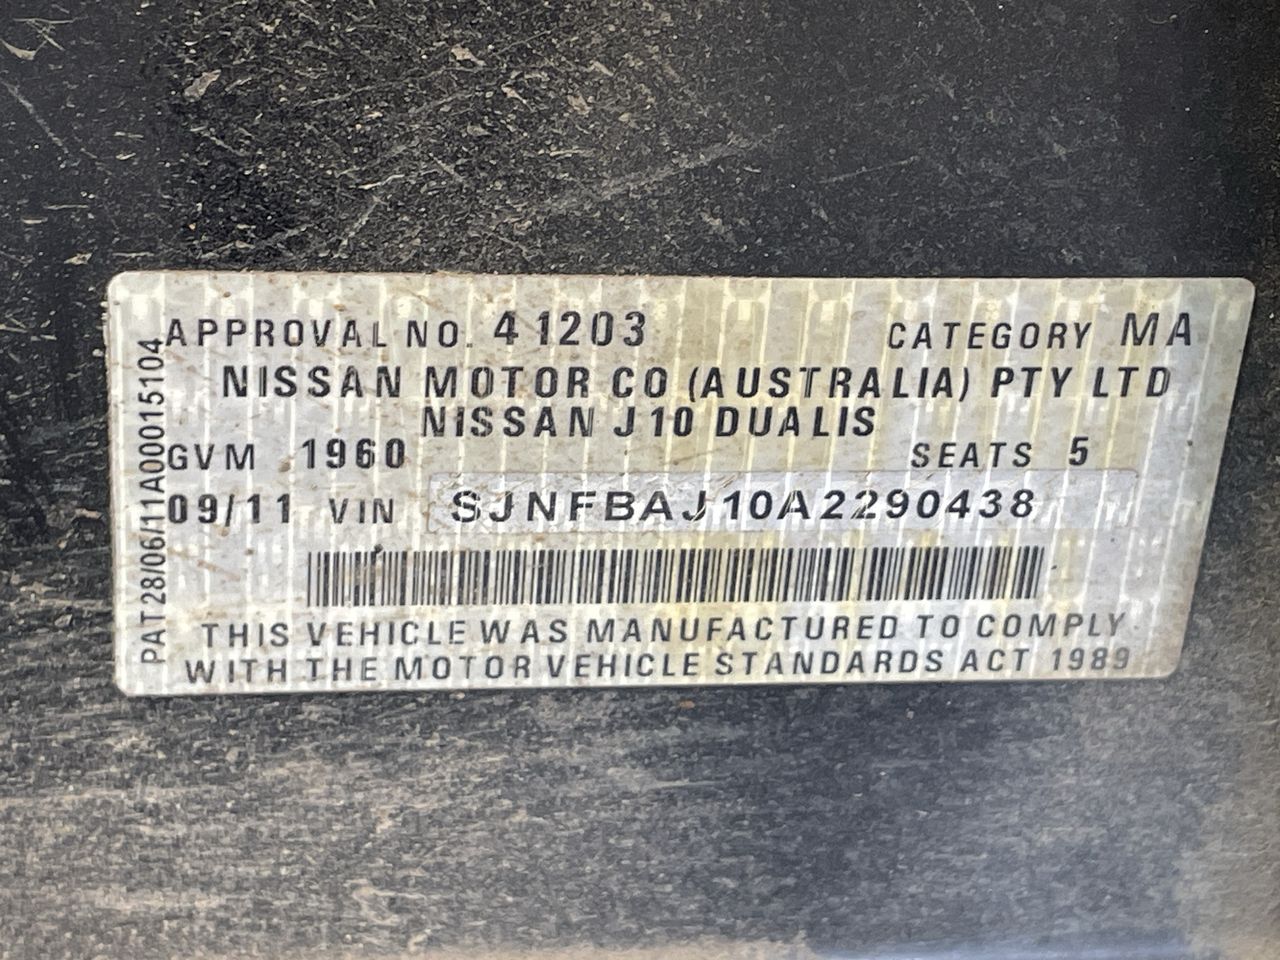 APPROVAL NO. 41203 CATEGORY MA
NISSAN MOTOR CO (AUSTRALIA) PTY LTD
NISSAN J10 DUALIS
GVM 1960 SEATS 5
09/11 VIN SJNFBAJ10A2290438
THIS VEHICLE WAS MANUFACTURED TO COMPLY
WITH THE MOTOR VEHICLE STANDARDS ACT 1989
PAT 28/06/11A000015104